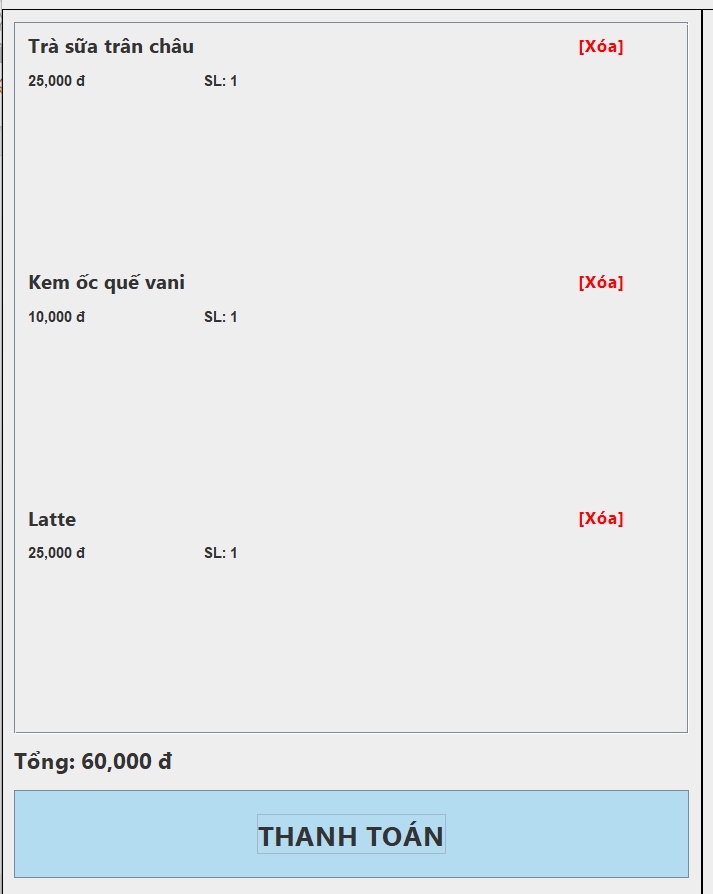 Trà sữa trân châu [Xóa]
25,000 đ SL: 1
Kem ốc quế vani [Xóa]
10,000 đ SL: 1
Latte [Xóa]
25,000 đ SL: 1
Tổng: 60,000 đ
THANH TOÁN